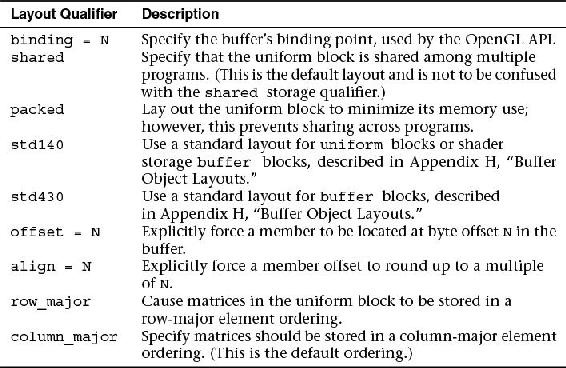 Layout Qualifier Description
binding = N Specify the buffer's binding point, used by the OpenGL API.
shared Specify that the uniform block is shared among multiple
programs. (This is the default layout and is not to be confused
with the shared storage qualifier.)
packed Lay out the uniform block to minimize its memory use;
however, this prevents sharing across programs.
std140 Use a standard layout for uniform blocks or shader
storage buffer blocks, described in Appendix H, “Buffer
Object Layouts.”
std430 Use a standard layout for buffer blocks, described
in Appendix H, “Buffer Object Layouts.”
offset = N Explicitly force a member to be located at byte offset N in the
buffer.
align = N Explicitly force a member offset to round up to a multiple
of N.
row_major Cause matrices in the uniform block to be stored in a
row-major element ordering.
column_major Specify matrices should be stored in a column-major element
ordering. (This is the default ordering.)